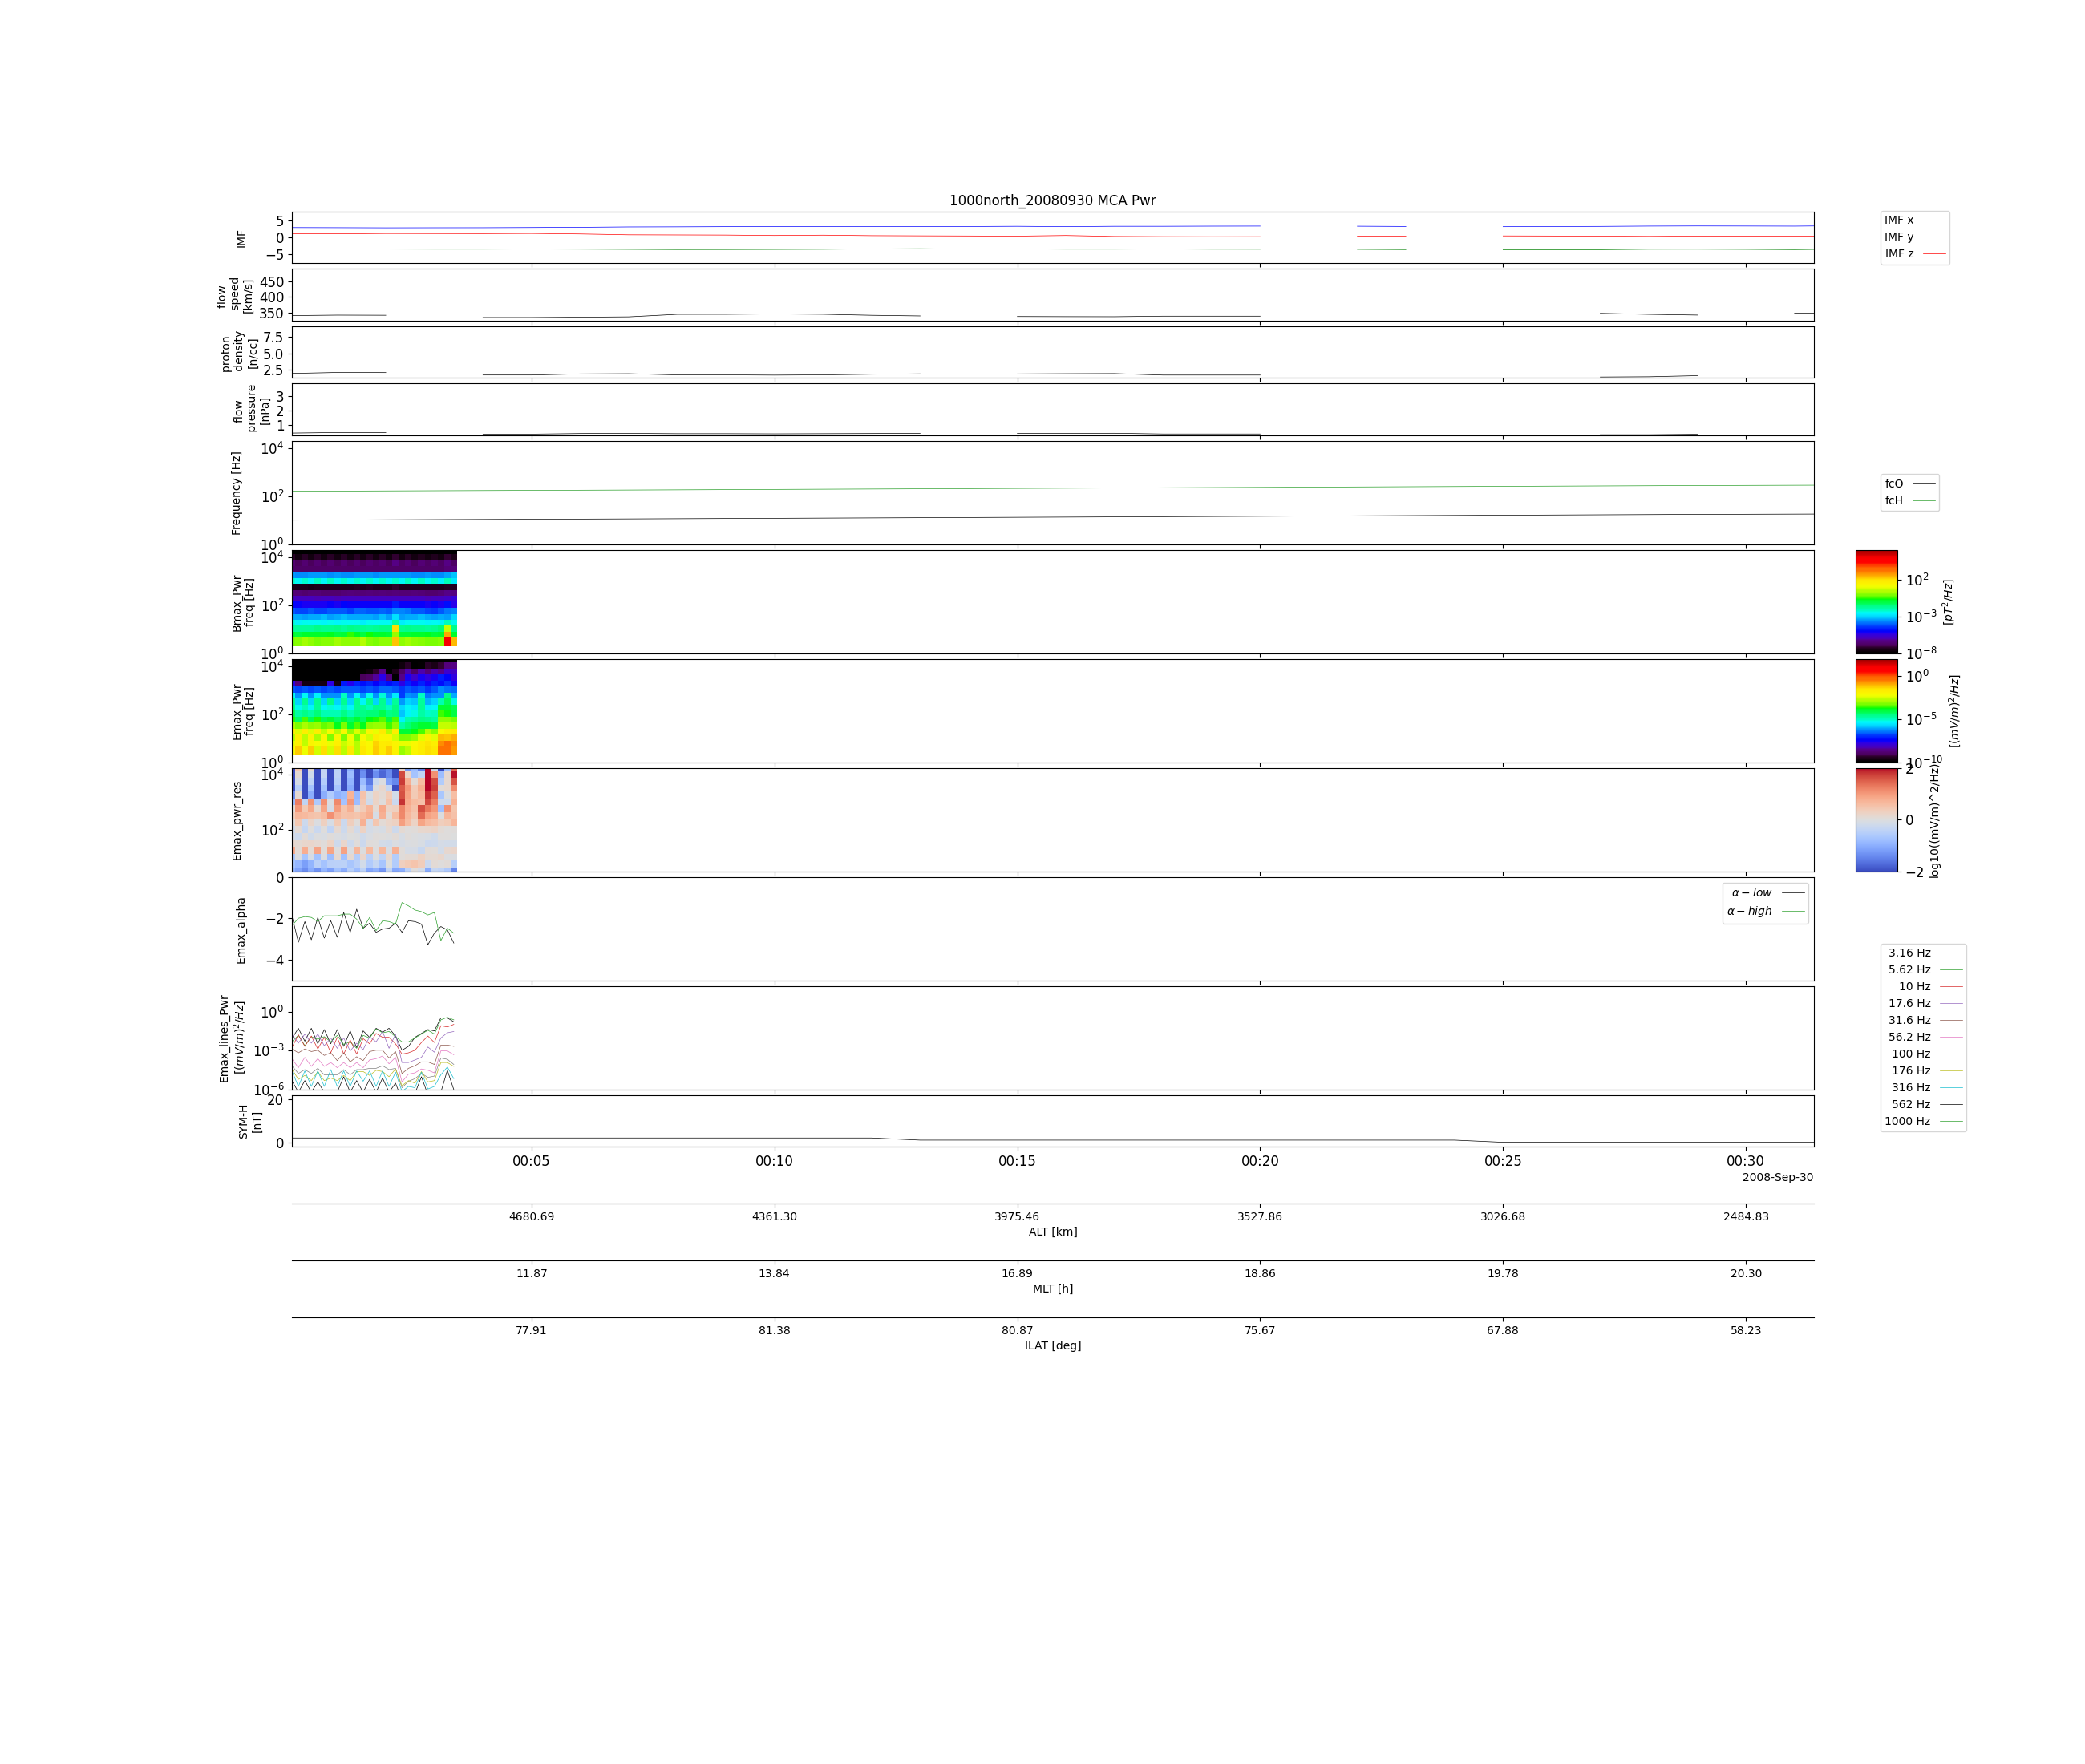 1000north_20080930 MCA Pwr
IMF
5
0
−5
IMF x
IMF y
IMF z
flow
speed
[km/s]
450
400
350
proton
density
[n/cc]
7.5
5.0
2.5
flow
pressure
[nPa]
3
2
1
Frequency [Hz]
10^4
10^2
10^0
fcO
fcH
Bmax_Pwr
freq [Hz]
10^4
10^2
10^0
10^2
10^−3
10^−8
[pT^2/Hz]
Emax_Pwr
freq [Hz]
10^4
10^2
10^0
10^0
10^−5
10^−10
[(mV/m)^2/Hz]
Emax_pwr_res
10^4
10^2
2
0
−2
log10((mV/m)^2/Hz)
Emax_alpha
0
−2
−4
α − low
α − high
Emax_lines_Pwr
[(mV/m)^2/Hz]
10^0
10^−3
10^−6
3.16 Hz
5.62 Hz
10 Hz
17.6 Hz
31.6 Hz
56.2 Hz
100 Hz
176 Hz
316 Hz
562 Hz
1000 Hz
SYM-H
[nT]
20
0
00:05 00:10 00:15 00:20 00:25 00:30
2008-Sep-30
4680.69 4361.30 3975.46 3527.86 3026.68 2484.83
ALT [km]
11.87 13.84 16.89 18.86 19.78 20.30
MLT [h]
77.91 81.38 80.87 75.67 67.88 58.23
ILAT [deg]